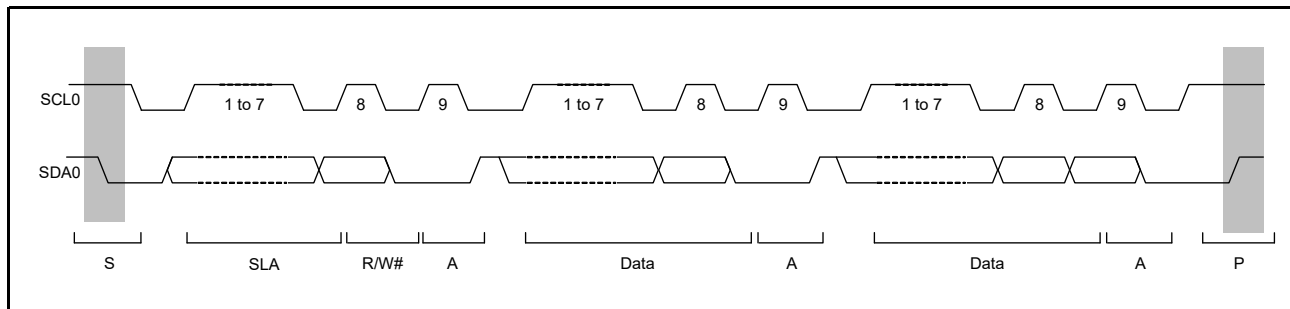 SCL0 1 to 7 8 9 1 to 7 8 9 1 to 7 8 9
SDA0
S SLA R/W# A Data A Data A P